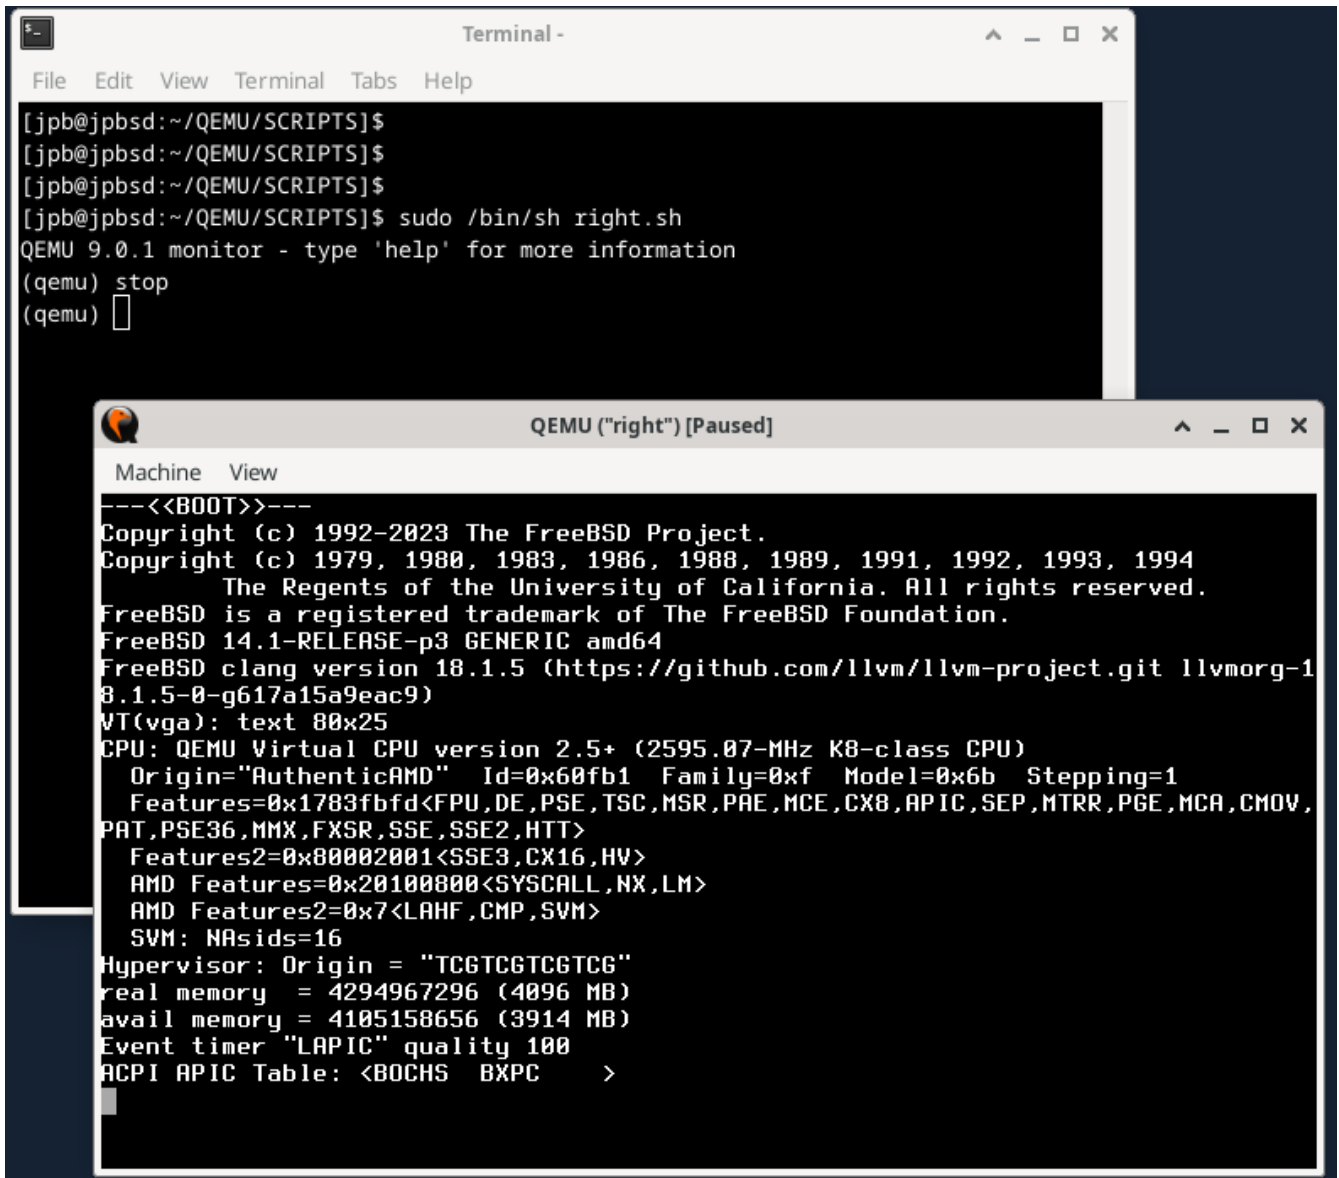 Terminal -
File Edit View Terminal Tabs Help
[jpb@jpbsd:~/QEMU/SCRIPTS]$
[jpb@jpbsd:~/QEMU/SCRIPTS]$
[jpb@jpbsd:~/QEMU/SCRIPTS]$
[jpb@jpbsd:~/QEMU/SCRIPTS]$ sudo /bin/sh right.sh
QEMU 9.0.1 monitor - type 'help' for more information
(qemu) stop
(qemu)
QEMU ("right") [Paused]
Machine View
---<<BOOT>>---
Copyright (c) 1992-2023 The FreeBSD Project.
Copyright (c) 1979, 1980, 1983, 1986, 1988, 1989, 1991, 1992, 1993, 1994
        The Regents of the University of California. All rights reserved.
FreeBSD is a registered trademark of The FreeBSD Foundation.
FreeBSD 14.1-RELEASE-p3 GENERIC amd64
FreeBSD clang version 18.1.5 (https://github.com/llvm/llvm-project.git llvmorg-1
8.1.5-0-g617a15a9eac9)
VT(vga): text 80x25
CPU: QEMU Virtual CPU version 2.5+ (2595.07-MHz K8-class CPU)
  Origin="AuthenticAMD"  Id=0x60fb1  Family=0xf  Model=0x6b  Stepping=1
  Features=0x1783fbfd<FPU,DE,PSE,TSC,MSR,PAE,MCE,CX8,APIC,SEP,MTRR,PGE,MCA,CMOV,
PAT,PSE36,MMX,FXSR,SSE,SSE2,HTT>
  Features2=0x80002001<SSE3,CX16,HV>
  AMD Features=0x20100800<SYSCALL,NX,LM>
  AMD Features2=0x7<LAHF,CMP,SVM>
  SVM: NAsids=16
Hypervisor: Origin = "TCGTCGTCGTCG"
real memory  = 4294967296 (4096 MB)
avail memory = 4105158656 (3914 MB)
Event timer "LAPIC" quality 100
ACPI APIC Table: <BOCHS  BXPC    >